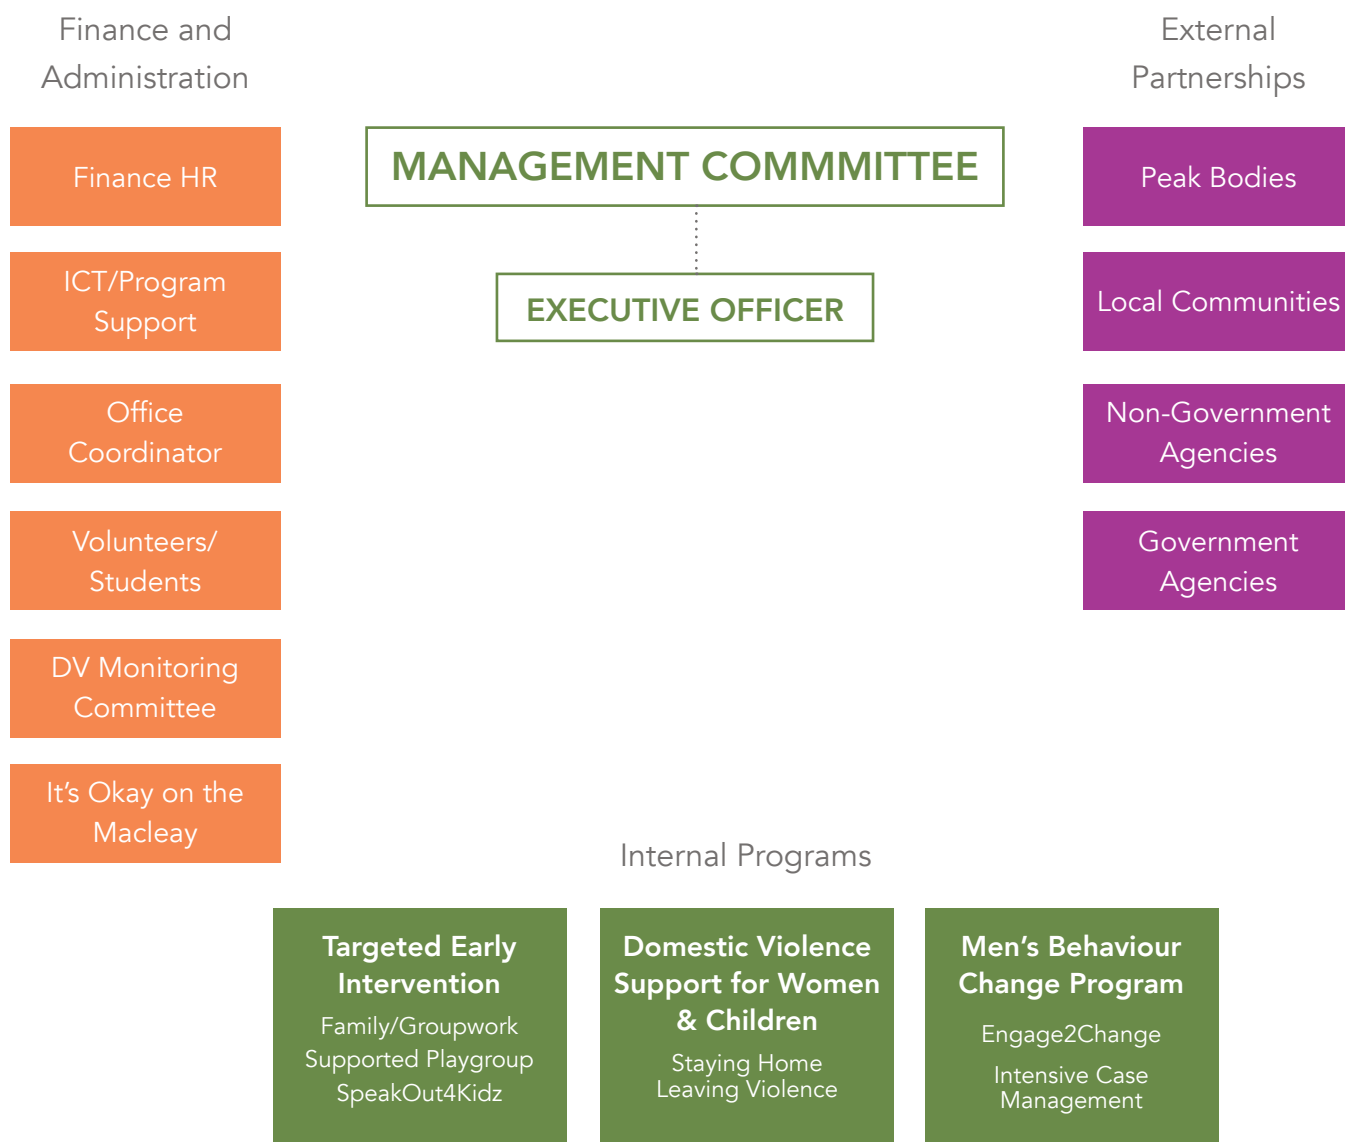 Finance and
Administration
Finance HR
ICT/Program
Support
Office
Coordinator
Volunteers/
Students
DV Monitoring
Committee
It’s Okay on the
Macleay
MANAGEMENT COMMMITTEE
EXECUTIVE OFFICER
External
Partnerships
Peak Bodies
Local Communities
Non-Government
Agencies
Government
Agencies
Internal Programs
Targeted Early
Intervention
Family/Groupwork
Supported Playgroup
SpeakOut4Kidz
Domestic Violence
Support for Women
& Children
Staying Home
Leaving Violence
Men’s Behaviour
Change Program
Engage2Change
Intensive Case
Management